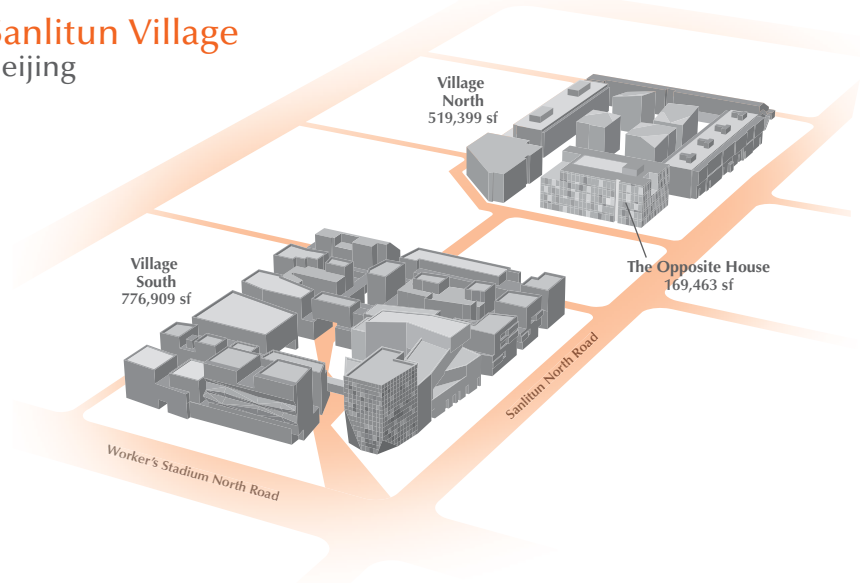 Sanlitun Village
Beijing
Village
North
519,399 sf
The Opposite House
169,463 sf
Village
South
776,909 sf
Sanlitun North Road
Worker's Stadium North Road